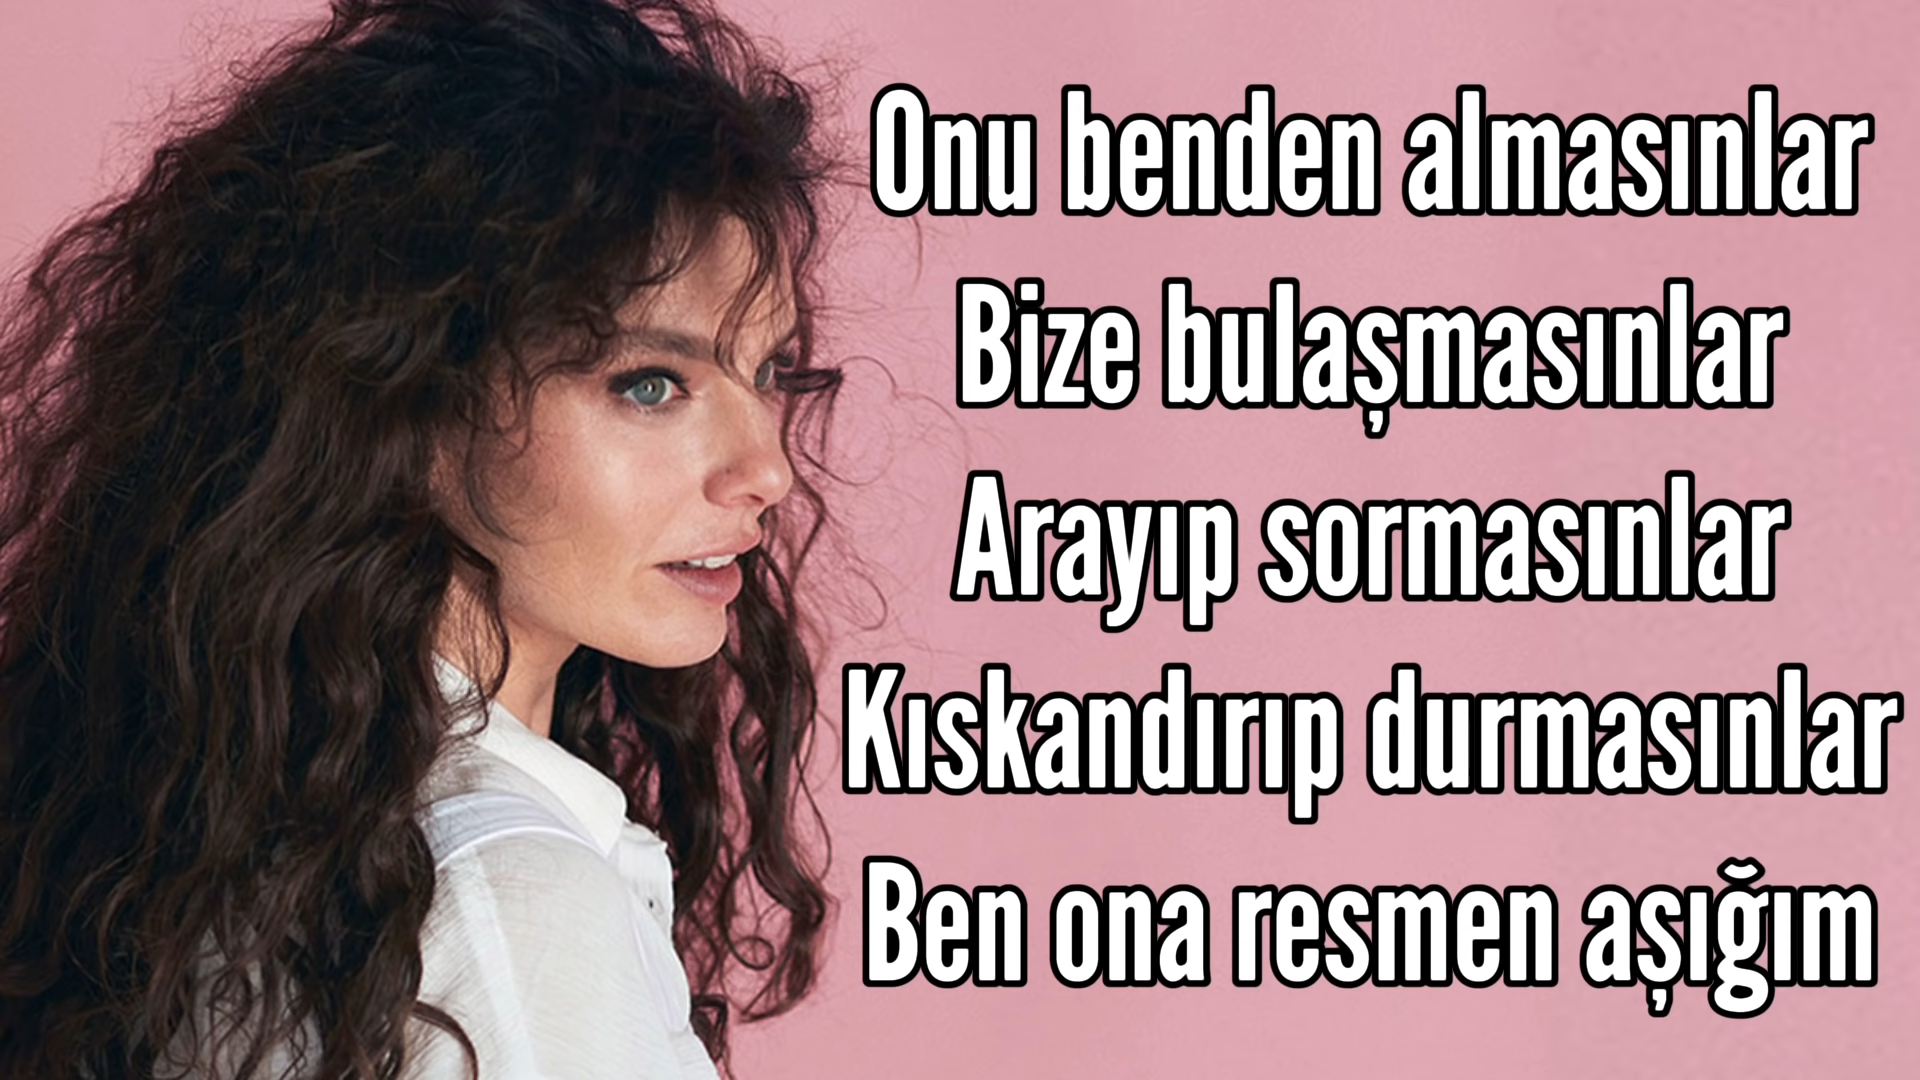 Onu benden almasınlar
Bize bulaşmasınlar
Arayıp sormasınlar
Kıskandırıp durmasınlar
Ben ona resmen aşığım